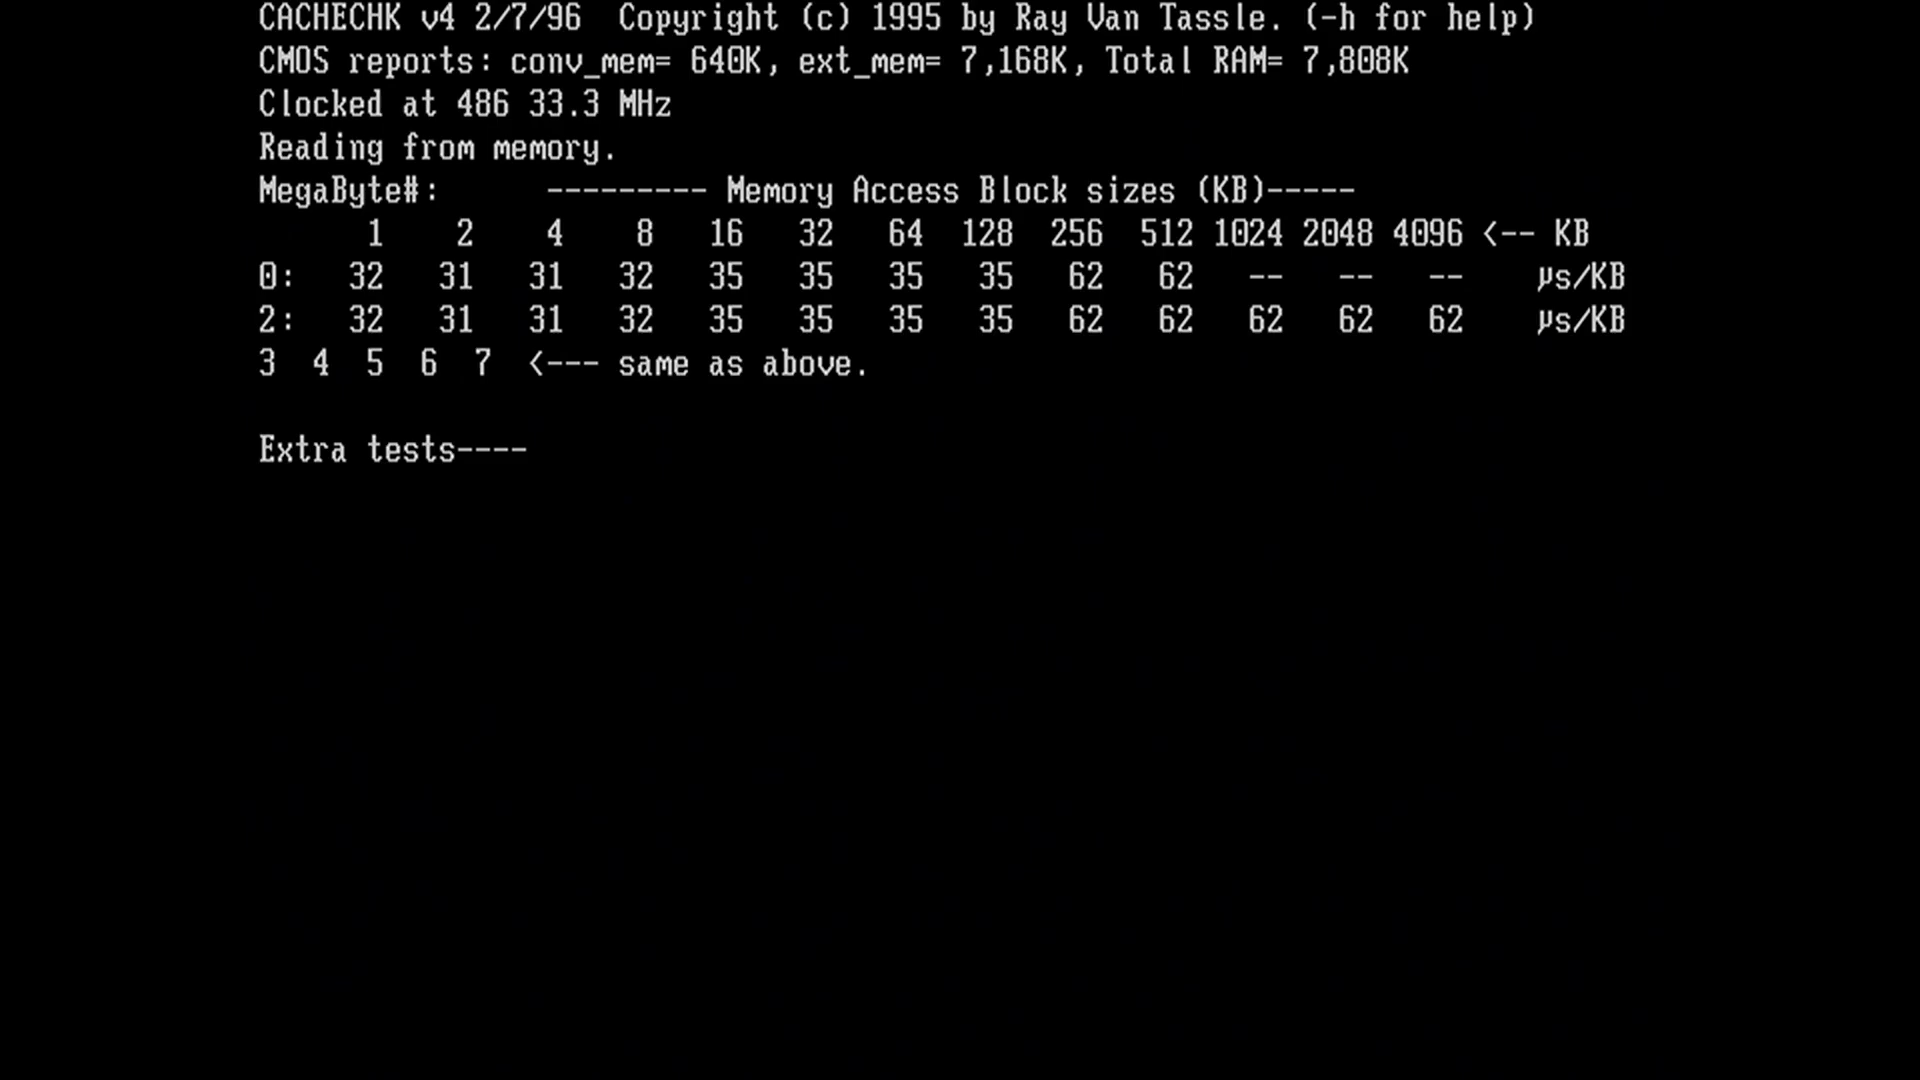 CACHECHK v4 2/7/96  Copyright (c) 1995 by Ray Van Tassle. (-h for help)
CMOS reports: conv_mem= 640K, ext_mem= 7,168K, Total RAM= 7,808K
Clocked at 486 33.3 MHz
Reading from memory.
MegaByte#:      --------- Memory Access Block sizes (KB)-----
      1    2    4    8   16   32   64  128  256  512 1024 2048 4096 <-- KB
0:   32   31   31   32   35   35   35   35   62   62   --   --   --    µs/KB
2:   32   31   31   32   35   35   35   35   62   62   62   62   62    µs/KB
3  4  5  6  7  <--- same as above.
Extra tests----